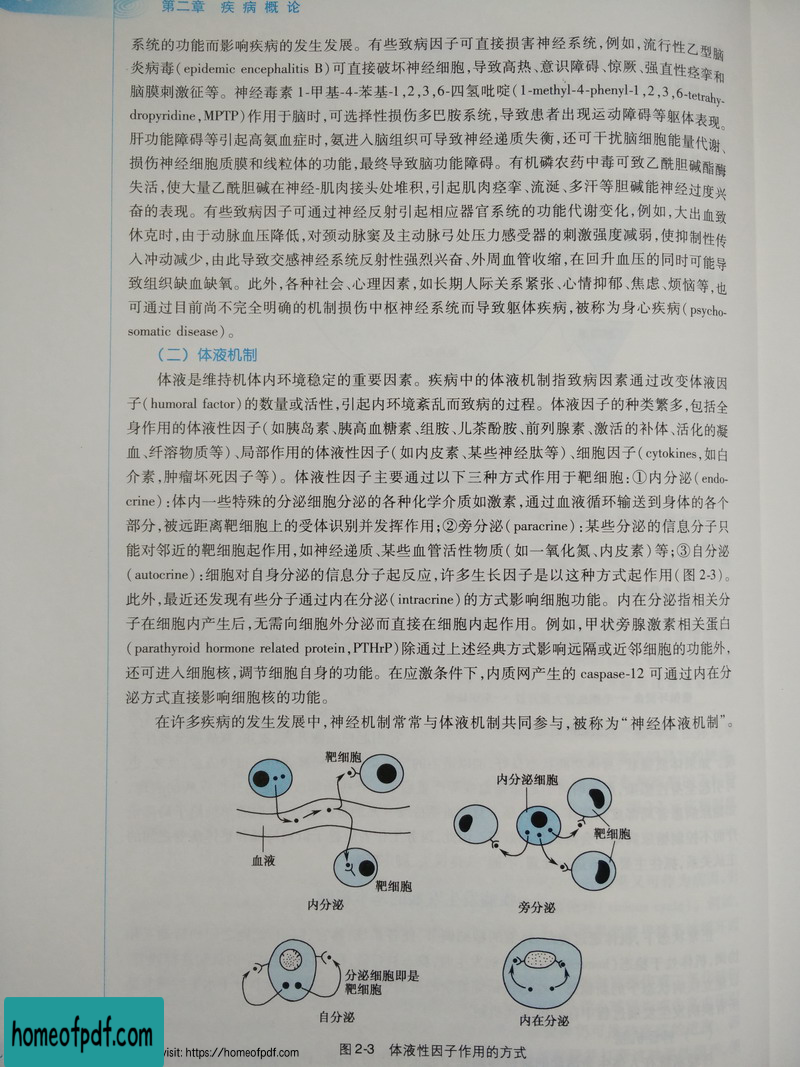 第二章 疾病概论
系统的功能而影响疾病的发生发展。有些致病因子可直接损害神经系统,例如,流行性乙型脑
炎病毒(epidemic encephalitis B)可直接破坏神经细胞,导致高热、意识障碍、惊厥、强直性痉挛和
脑膜刺激征等。神经毒素 1-甲基-4-苯基-1,2,3,6-四氢吡啶(1-methyl-4-phenyl-1,2,3,6-tetrahy-
dropyridine,MPTP)作用于脑时,可选择性损伤多巴胺系统,导致患者出现运动障碍等躯体表现。
肝功能障碍等引起高氨血症时,氨进入脑组织可导致神经递质失衡,还可干扰脑细胞能量代谢、
损伤神经细胞质膜和线粒体的功能,最终导致脑功能障碍。有机磷农药中毒可致乙酰胆碱酯酶
失活,使大量乙酰胆碱在神经-肌肉接头处堆积,引起肌肉痉挛、流涎、多汗等胆碱能神经过度兴
奋的表现。有些致病因子可通过神经反射引起相应器官系统的功能代谢变化,例如,大出血致
休克时,由于动脉血压降低,对颈动脉窦及主动脉弓处压力感受器的刺激强度减弱,使抑制性传
入冲动减少,由此导致交感神经系统反射性强烈兴奋、外周血管收缩,在回升血压的同时可能导
致组织缺血缺氧。此外,各种社会、心理因素,如长期人际关系紧张、心情抑郁、焦虑、烦恼等,也
可通过目前尚不完全明确的机制损伤中枢神经系统而导致躯体疾病,被称为身心疾病(psycho-
somatic disease)。
(二)体液机制
体液是维持机体内环境稳定的重要因素。疾病中的体液机制指致病因素通过改变体液因
子(humoral factor)的数量或活性,引起内环境紊乱而致病的过程。体液因子的种类繁多,包括全
身作用的体液性因子(如胰岛素、胰高血糖素、组胺、儿茶酚胺、前列腺素、激活的补体、活化的凝
血、纤溶物质等)、局部作用的体液性因子(如内皮素、某些神经肽等)、细胞因子(cytokines,如白
介素,肿瘤坏死因子等)。体液性因子主要通过以下三种方式作用于靶细胞:①内分泌(endo-
crine):体内一些特殊的分泌细胞分泌的各种化学介质如激素,通过血液循环输送到身体的各个
部分,被远距离靶细胞上的受体识别并发挥作用;②旁分泌(paracrine):某些分泌的信息分子只
能对邻近的靶细胞起作用,如神经递质、某些血管活性物质(如一氧化氮、内皮素)等;③自分泌
(autocrine):细胞对自身分泌的信息分子起反应,许多生长因子是以这种方式起作用(图 2-3)。
此外,最近还发现有些分子通过内在分泌(intracrine)的方式影响细胞功能。内在分泌指相关分
子在细胞内产生后,无需向细胞外分泌而直接在细胞内起作用。例如,甲状旁腺激素相关蛋白
(parathyroid hormone related protein,PTHrP)除通过上述经典方式影响远隔或近邻细胞的功能外,
还可进入细胞核,调节细胞自身的功能。在应激条件下,内质网产生的 caspase-12 可通过内在分
泌方式直接影响细胞核的功能。
在许多疾病的发生发展中,神经机制常常与体液机制共同参与,被称为“神经体液机制”。
靶细胞
血液
靶细胞
内分泌
内分泌细胞
靶细胞
旁分泌
分泌细胞即是
靶细胞
自分泌
内在分泌
图 2-3 体液性因子作用的方式
homeofpdf.com
visit: https://homeofpdf.com